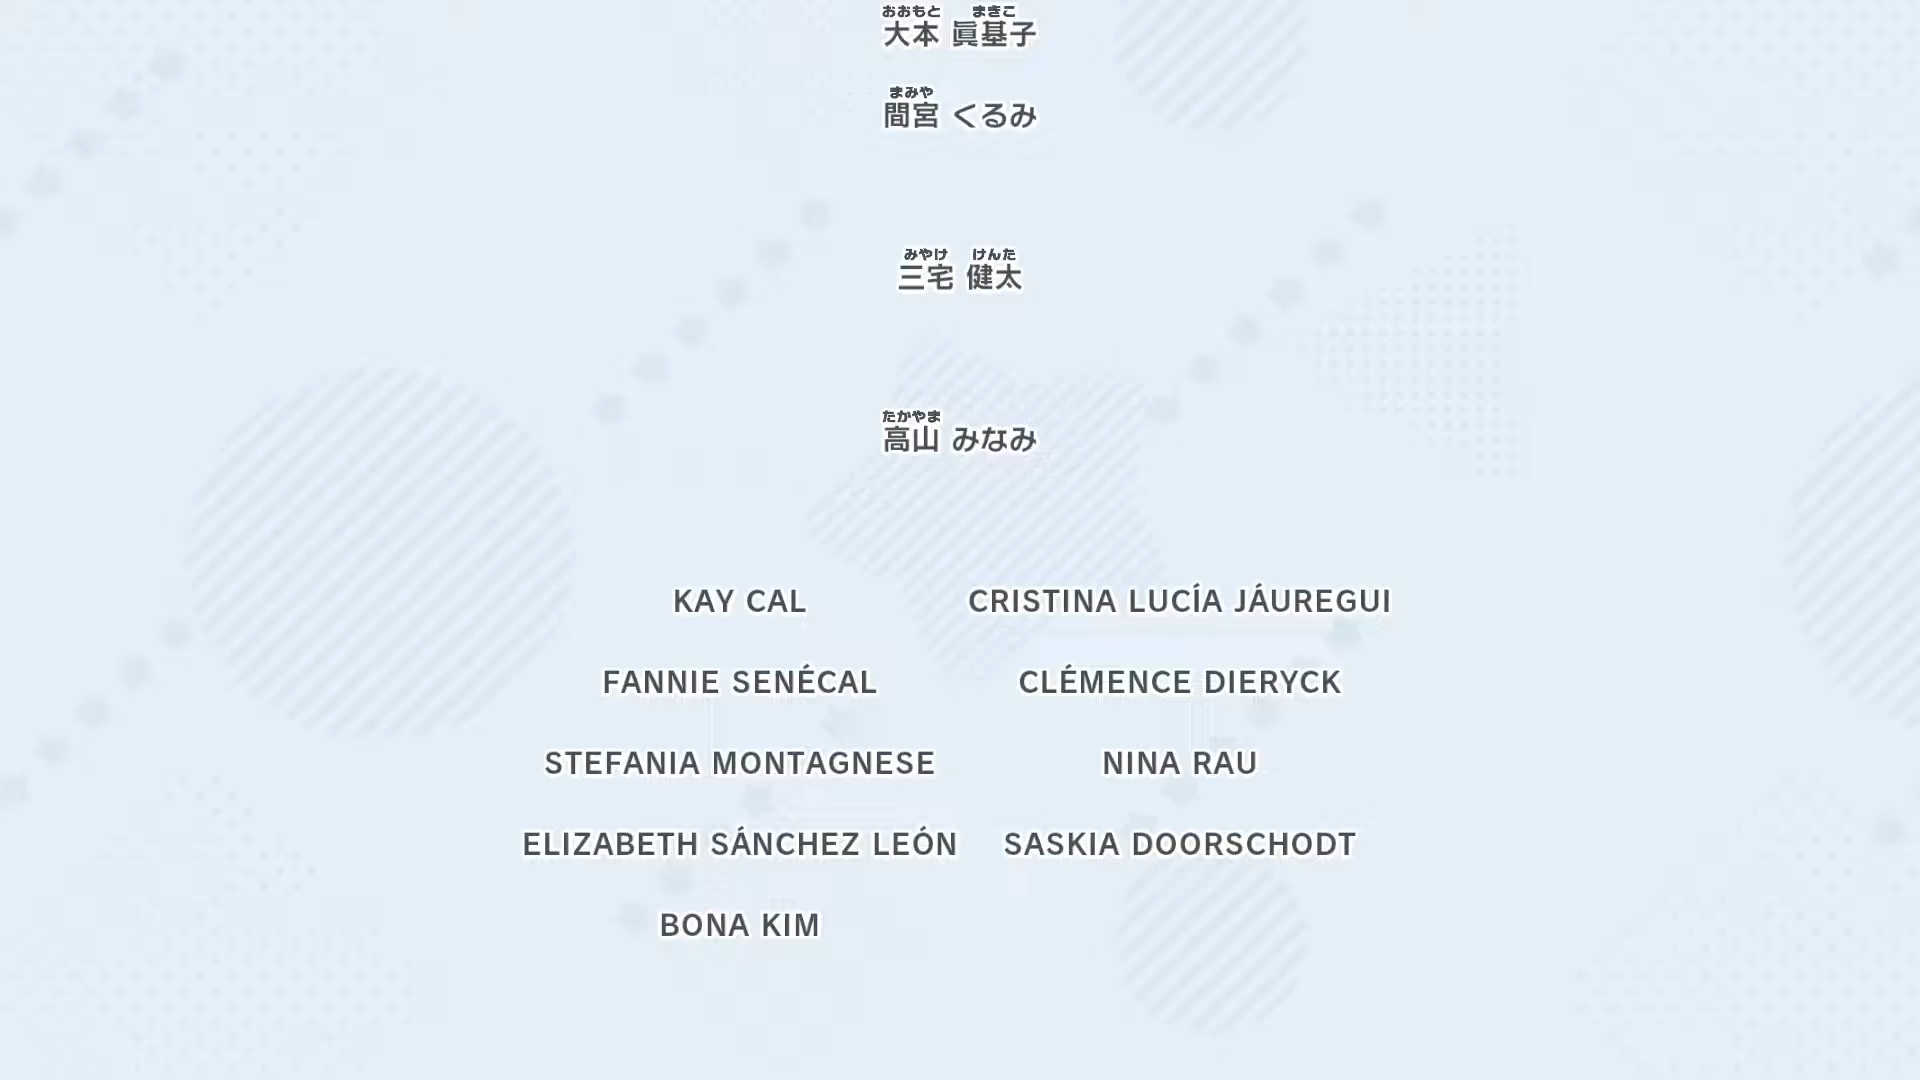 おおもと まきこ
大本 眞基子
まみや
間宮 くるみ
みやけ けんた
三宅 健太
たかやま
高山 みなみ
KAY CAL CRISTINA LUCÍA JÁUREGUI
FANNIE SENÉCAL CLÉMENCE DIERYCK
STEFANIA MONTAGNESE NINA RAU
ELIZABETH SÁNCHEZ LEÓN SASKIA DOORSCHODT
BONA KIM